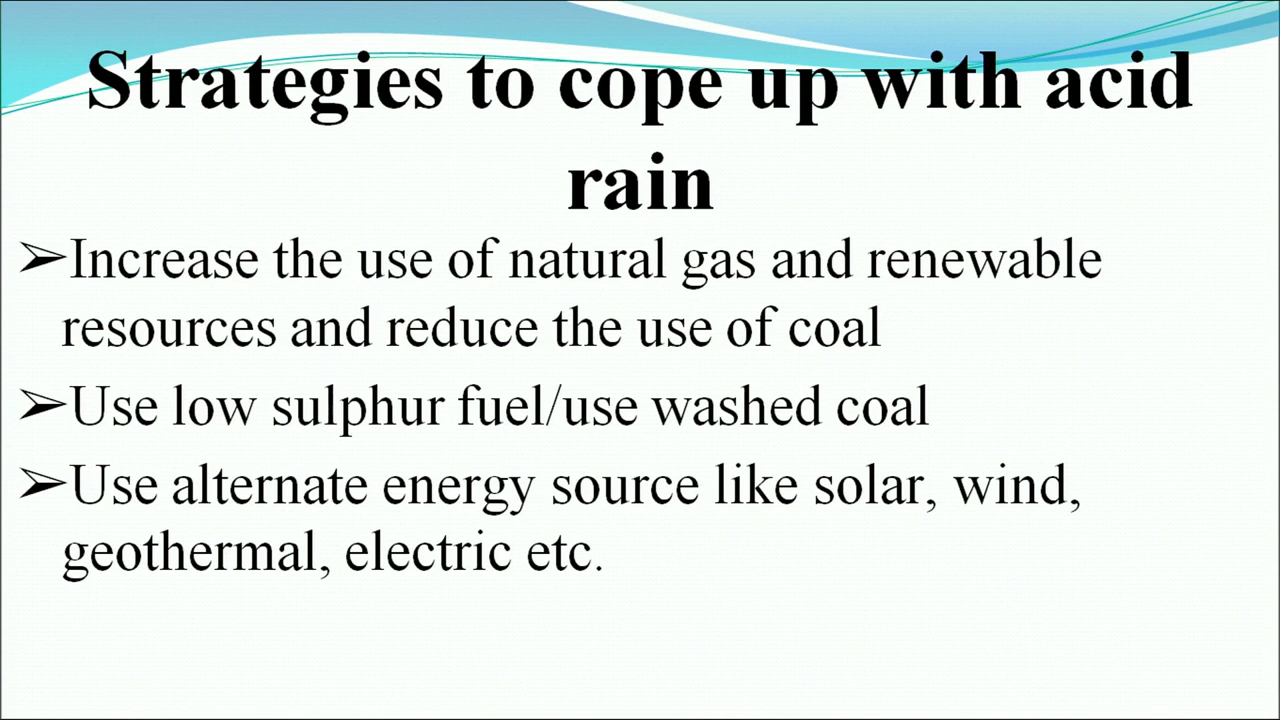 Strategies to cope up with acid
rain
➢Increase the use of natural gas and renewable
resources and reduce the use of coal
➢Use low sulphur fuel/use washed coal
➢Use alternate energy source like solar, wind,
geothermal, electric etc.